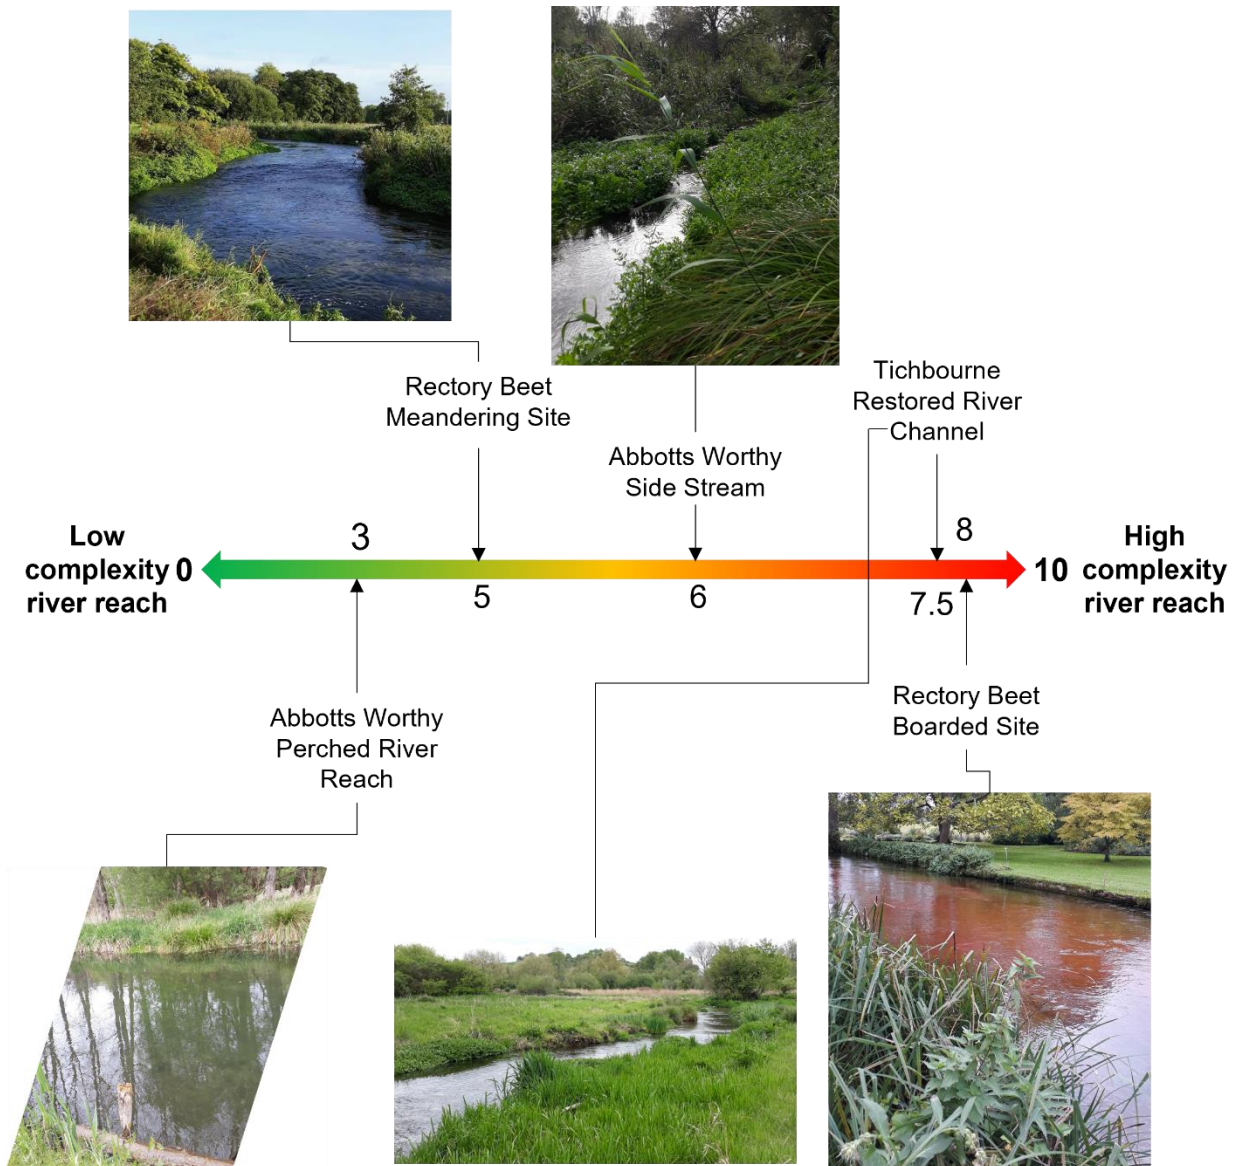 Rectory Beet
Meandering Site
Tichbourne
Restored River
Channel
Abbotts Worthy
Side Stream
Low
complexity
river reach
0
3
5
6
7.5
8
10
High
complexity
river reach
Abbotts Worthy
Perched River
Reach
Rectory Beet
Boarded Site